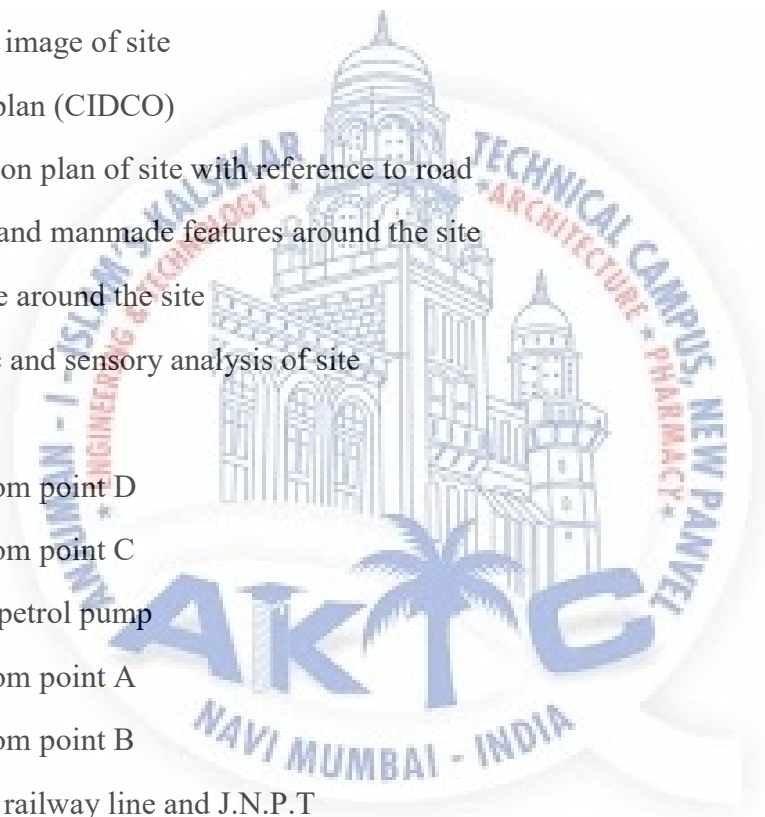 image of site
plan (CIDCO)
on plan of site with reference to road
and manmade features around the site
e around the site
c and sensory analysis of site
om point D
om point C
petrol pump
om point A
om point B
railway line and J.N.P.T
ANJUMAN - I - ISLAM'S KALSEKAR TECHNICAL CAMPUS, NEW PANVEL
ENGINEERING & TECHNOLOGY * ARCHITECTURE * PHARMACY *
AKTC
NAVI MUMBAI - INDIA